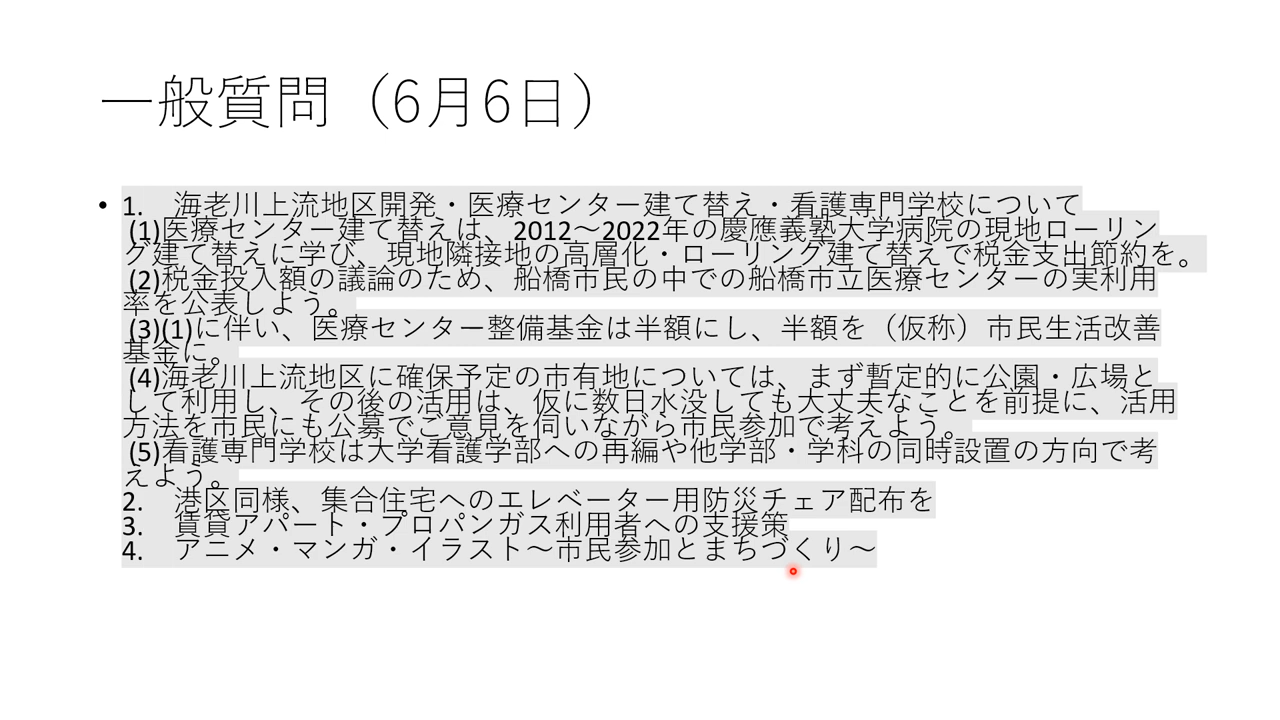 一般質問（6月6日）
• 1.　海老川上流地区開発・医療センター建て替え・看護専門学校について
(1)医療センター建て替えは、2012～2022年の慶應義塾大学病院の現地ローリン
グ建て替えに学び、現地隣接地の高層化・ローリング建て替えで税金支出節約を。
(2)税金投入額の議論のため、船橋市民の中での船橋市立医療センターの実利用
率を公表しよう。
(3)(1)に伴い、医療センター整備基金は半額にし、半額を（仮称）市民生活改善
基金に。
(4)海老川上流地区に確保予定の市有地については、まず暫定的に公園・広場と
して利用し、その後の活用は、仮に数日水没しても大丈夫なことを前提に、活用
方法を市民にも公募でご意見を伺いながら市民参加で考えよう。
(5)看護専門学校は大学看護学部への再編や他学部・学科の同時設置の方向で考
えよう。
2.　港区同様、集合住宅へのエレベーター用防災チェア配布を
3.　賃貸アパート・プロパンガス利用者への支援策
4.　アニメ・マンガ・イラスト～市民参加とまちづくり～